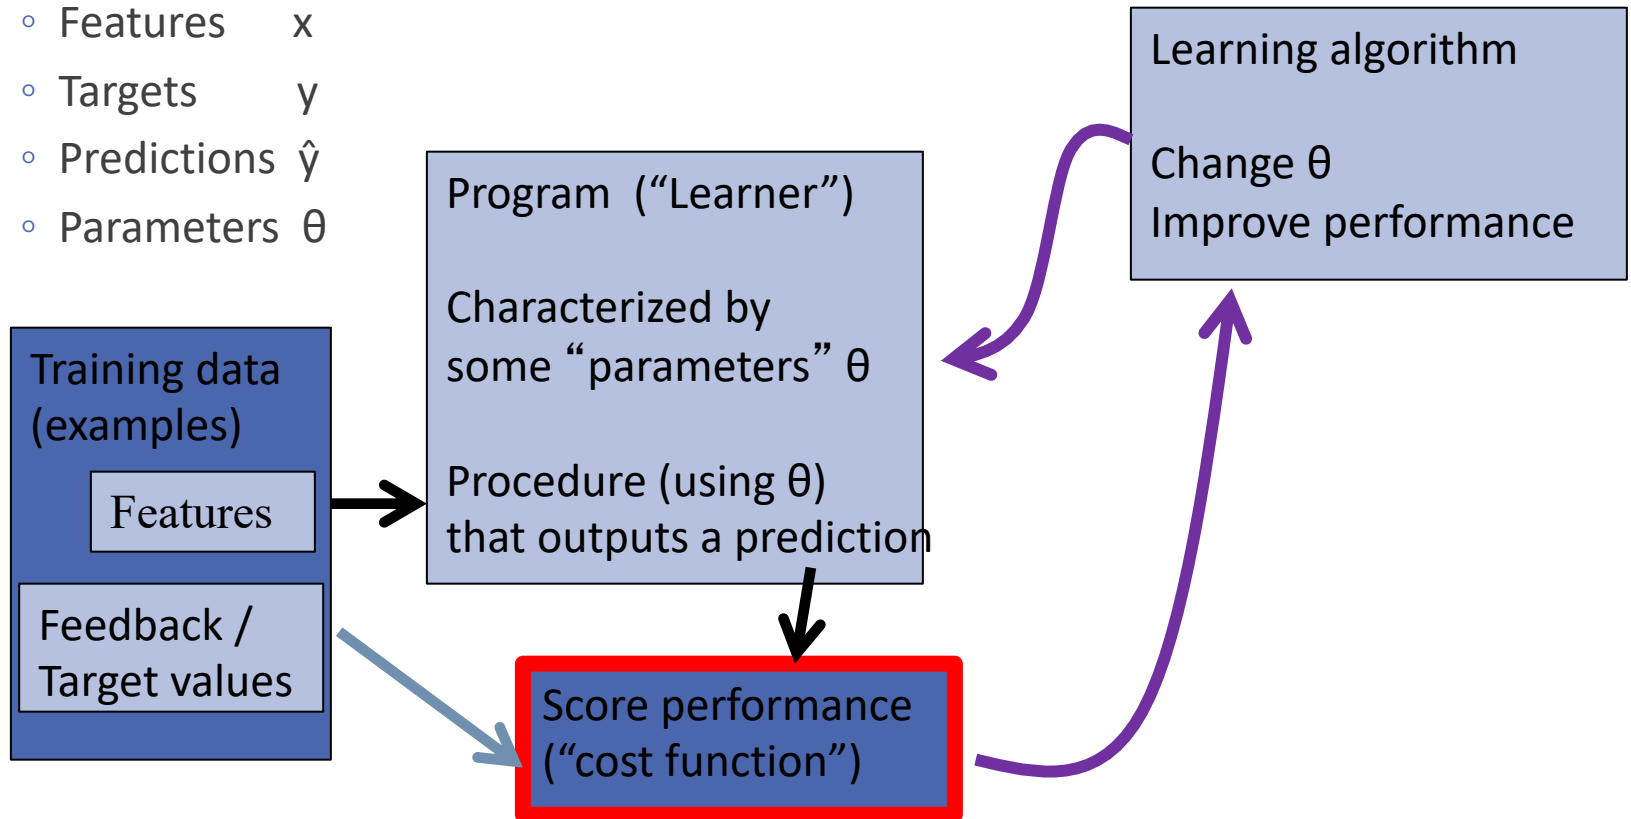 ◦ Features x
◦ Targets y
◦ Predictions ŷ
◦ Parameters θ
Training data
(examples)
Features
Feedback /
Target values
Program (“Learner”)
Characterized by
some “parameters” θ
Procedure (using θ)
that outputs a prediction
Score performance
(“cost function”)
Learning algorithm
Change θ
Improve performance